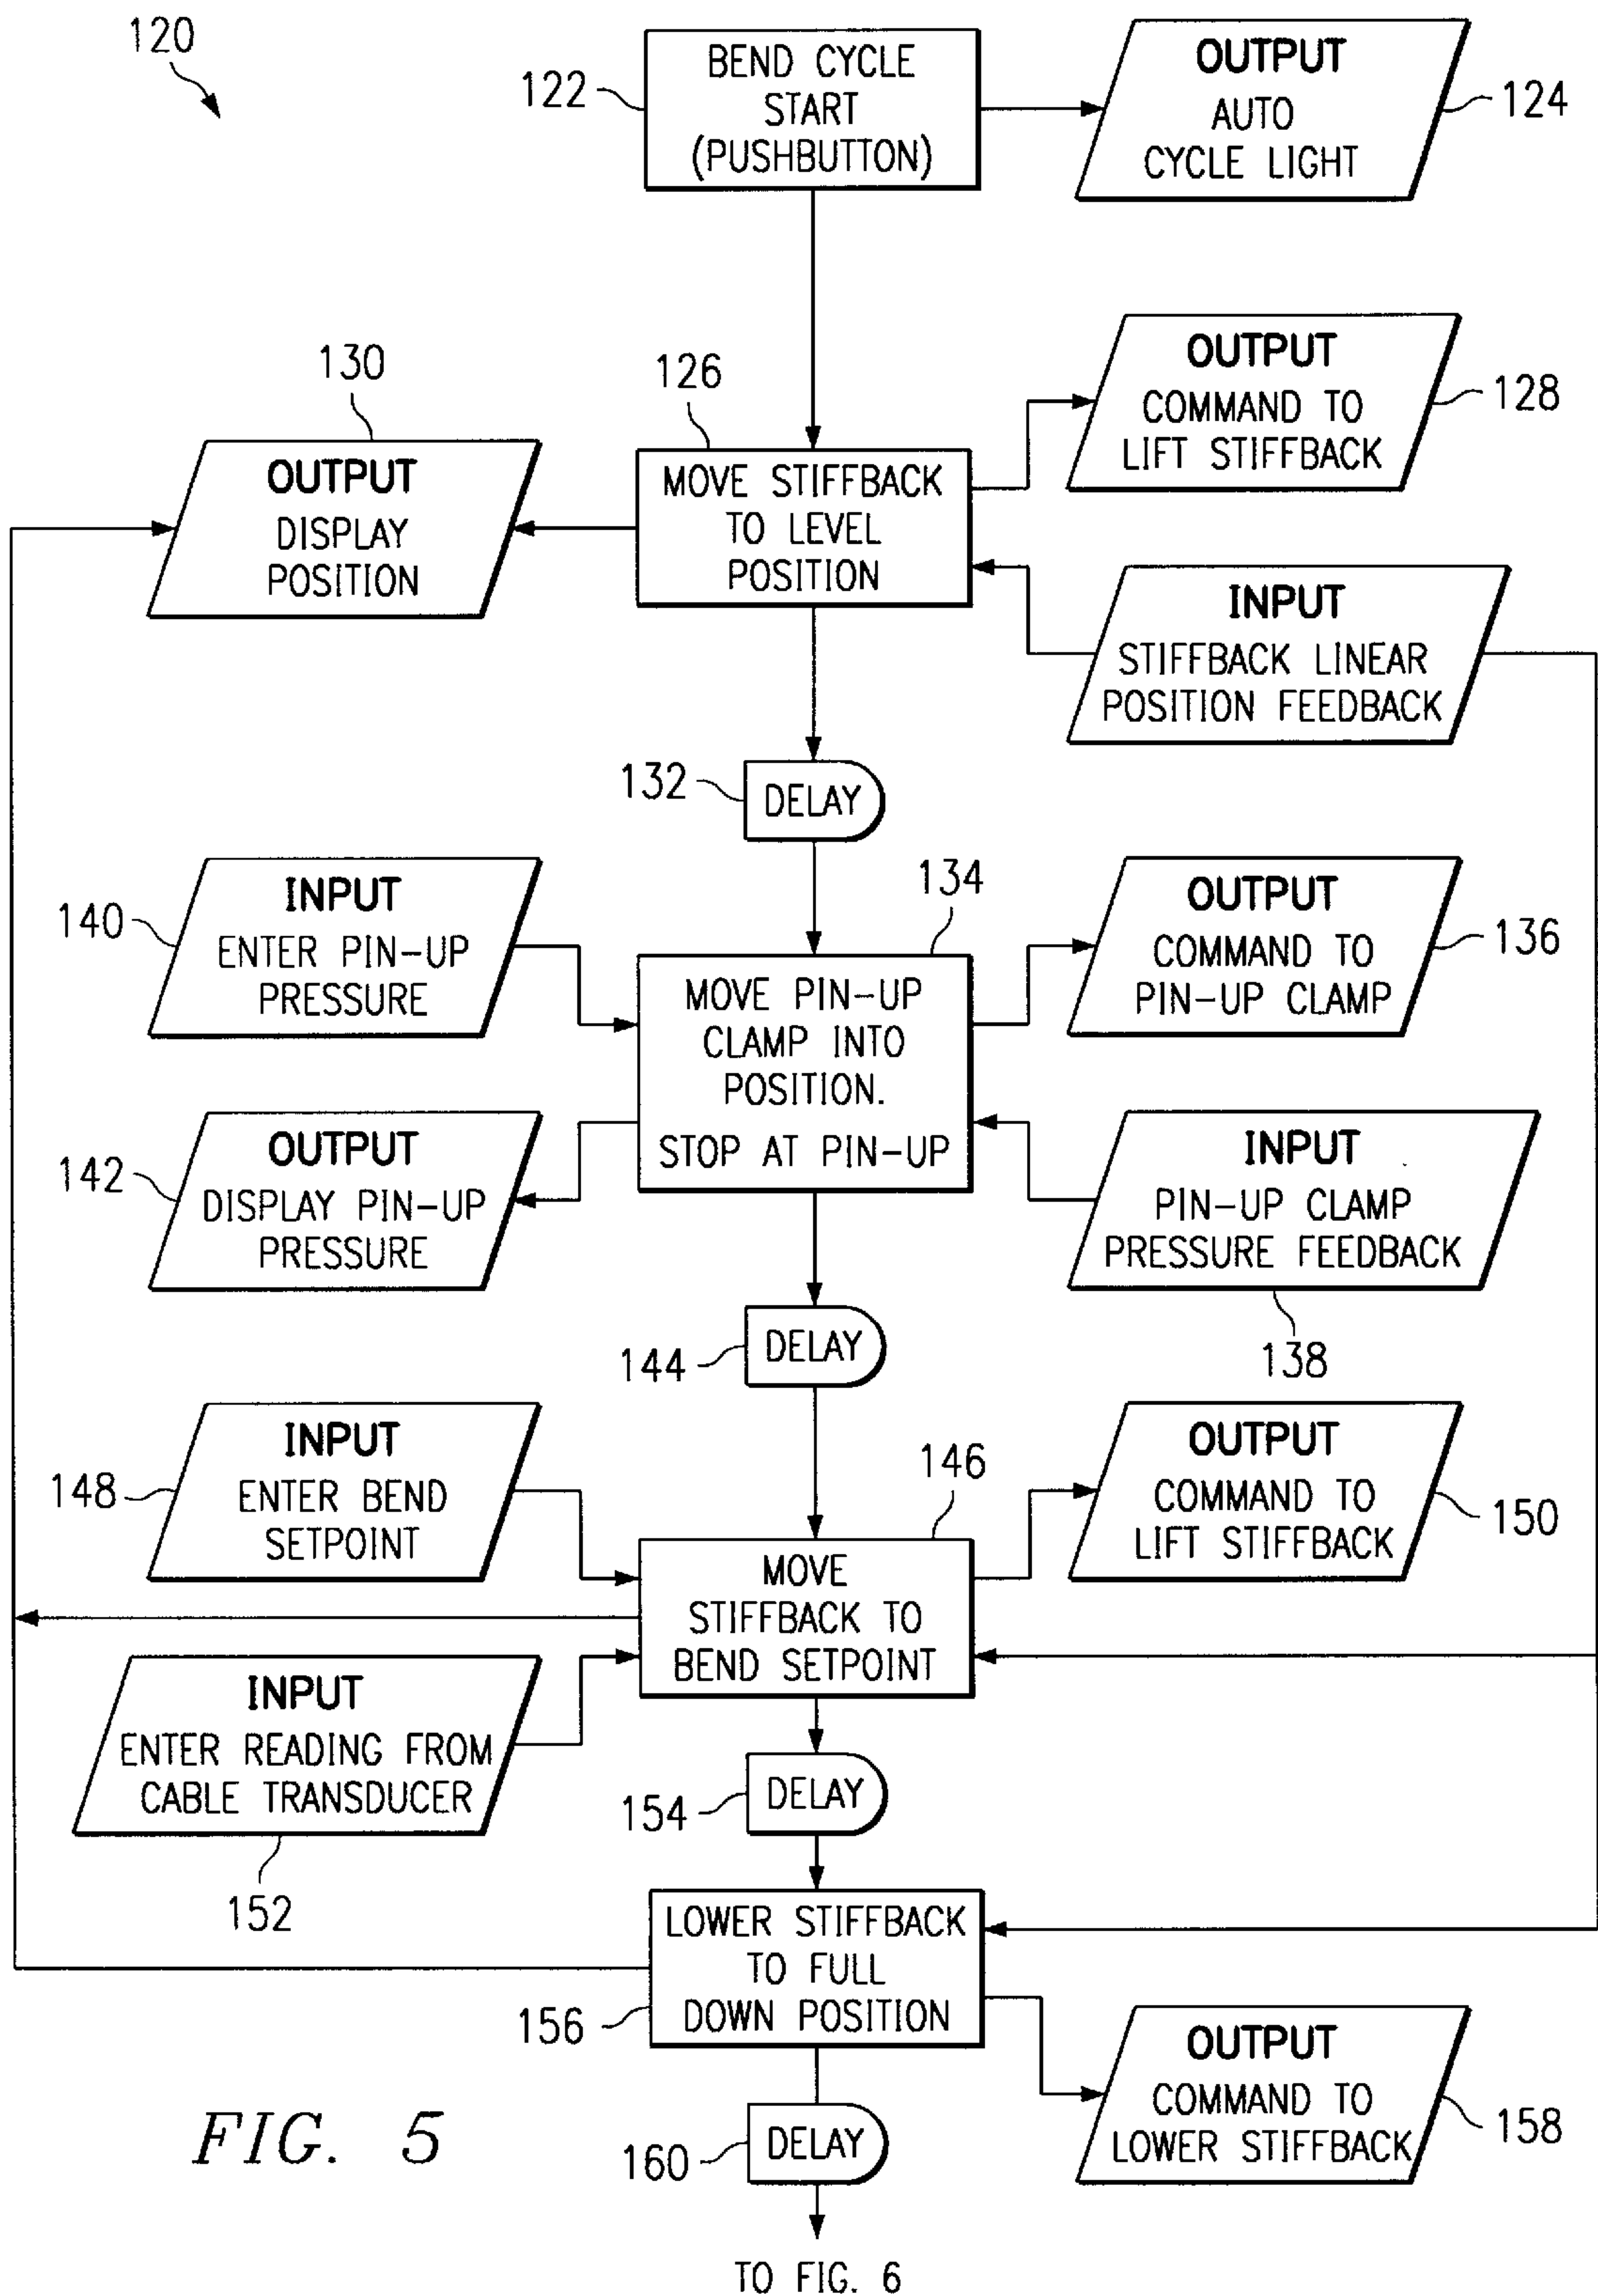 120
122
BEND CYCLE
START
(PUSHBUTTON)
OUTPUT
AUTO
CYCLE LIGHT
124
130
OUTPUT
DISPLAY
POSITION
126
MOVE STIFFBACK
TO LEVEL
POSITION
OUTPUT
COMMAND TO
LIFT STIFFBACK
128
INPUT
STIFFBACK LINEAR
POSITION FEEDBACK
132
DELAY
140
INPUT
ENTER PIN-UP
PRESSURE
134
MOVE PIN-UP
CLAMP INTO
POSITION.
STOP AT PIN-UP
OUTPUT
COMMAND TO
PIN-UP CLAMP
136
142
OUTPUT
DISPLAY PIN-UP
PRESSURE
INPUT
PIN-UP CLAMP
PRESSURE FEEDBACK
138
144
DELAY
148
INPUT
ENTER BEND
SETPOINT
146
MOVE
STIFFBACK TO
BEND SETPOINT
OUTPUT
COMMAND TO
LIFT STIFFBACK
150
INPUT
ENTER READING FROM
CABLE TRANSDUCER
152
154
DELAY
156
LOWER STIFFBACK
TO FULL
DOWN POSITION
OUTPUT
COMMAND TO
LOWER STIFFBACK
158
160
DELAY
FIG. 5
TO FIG. 6